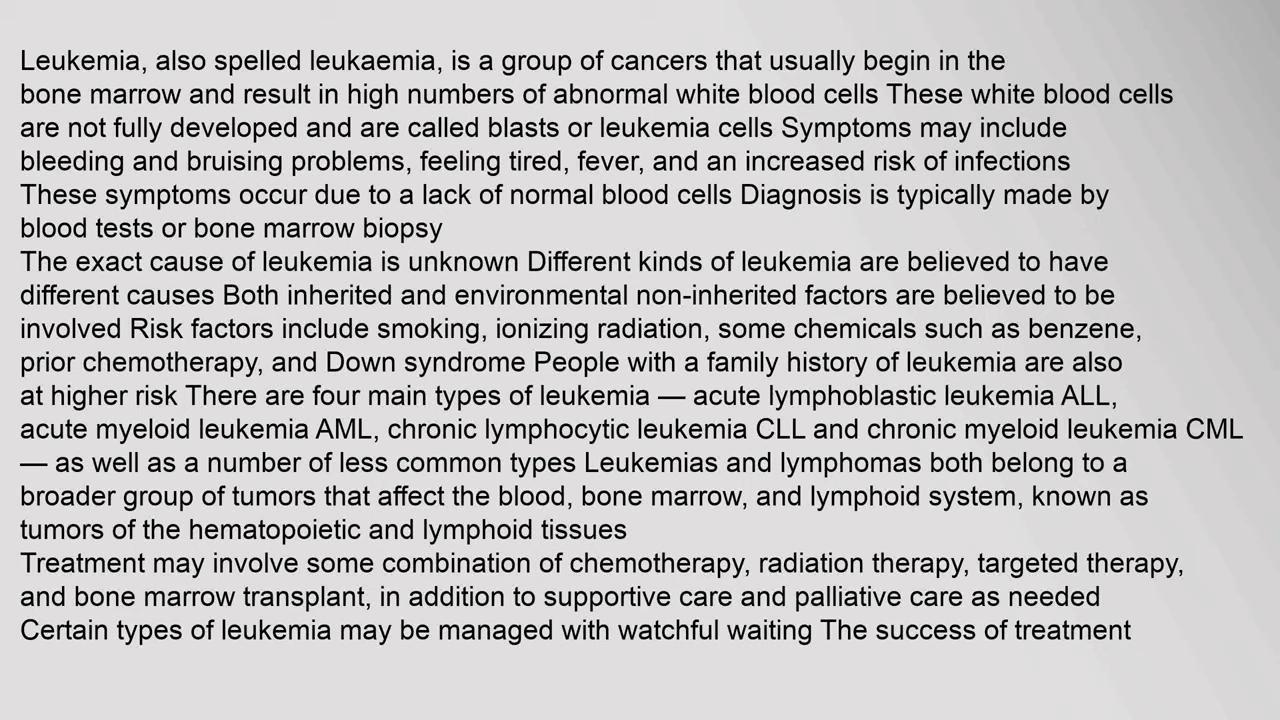 Leukemia, also spelled leukaemia, is a group of cancers that usually begin in the
bone marrow and result in high numbers of abnormal white blood cells These white blood cells
are not fully developed and are called blasts or leukemia cells Symptoms may include
bleeding and bruising problems, feeling tired, fever, and an increased risk of infections
These symptoms occur due to a lack of normal blood cells Diagnosis is typically made by
blood tests or bone marrow biopsy
The exact cause of leukemia is unknown Different kinds of leukemia are believed to have
different causes Both inherited and environmental non-inherited factors are believed to be
involved Risk factors include smoking, ionizing radiation, some chemicals such as benzene,
prior chemotherapy, and Down syndrome People with a family history of leukemia are also
at higher risk There are four main types of leukemia — acute lymphoblastic leukemia ALL,
acute myeloid leukemia AML, chronic lymphocytic leukemia CLL and chronic myeloid leukemia CML
— as well as a number of less common types Leukemias and lymphomas both belong to a
broader group of tumors that affect the blood, bone marrow, and lymphoid system, known as
tumors of the hematopoietic and lymphoid tissues
Treatment may involve some combination of chemotherapy, radiation therapy, targeted therapy,
and bone marrow transplant, in addition to supportive care and palliative care as needed
Certain types of leukemia may be managed with watchful waiting The success of treatment